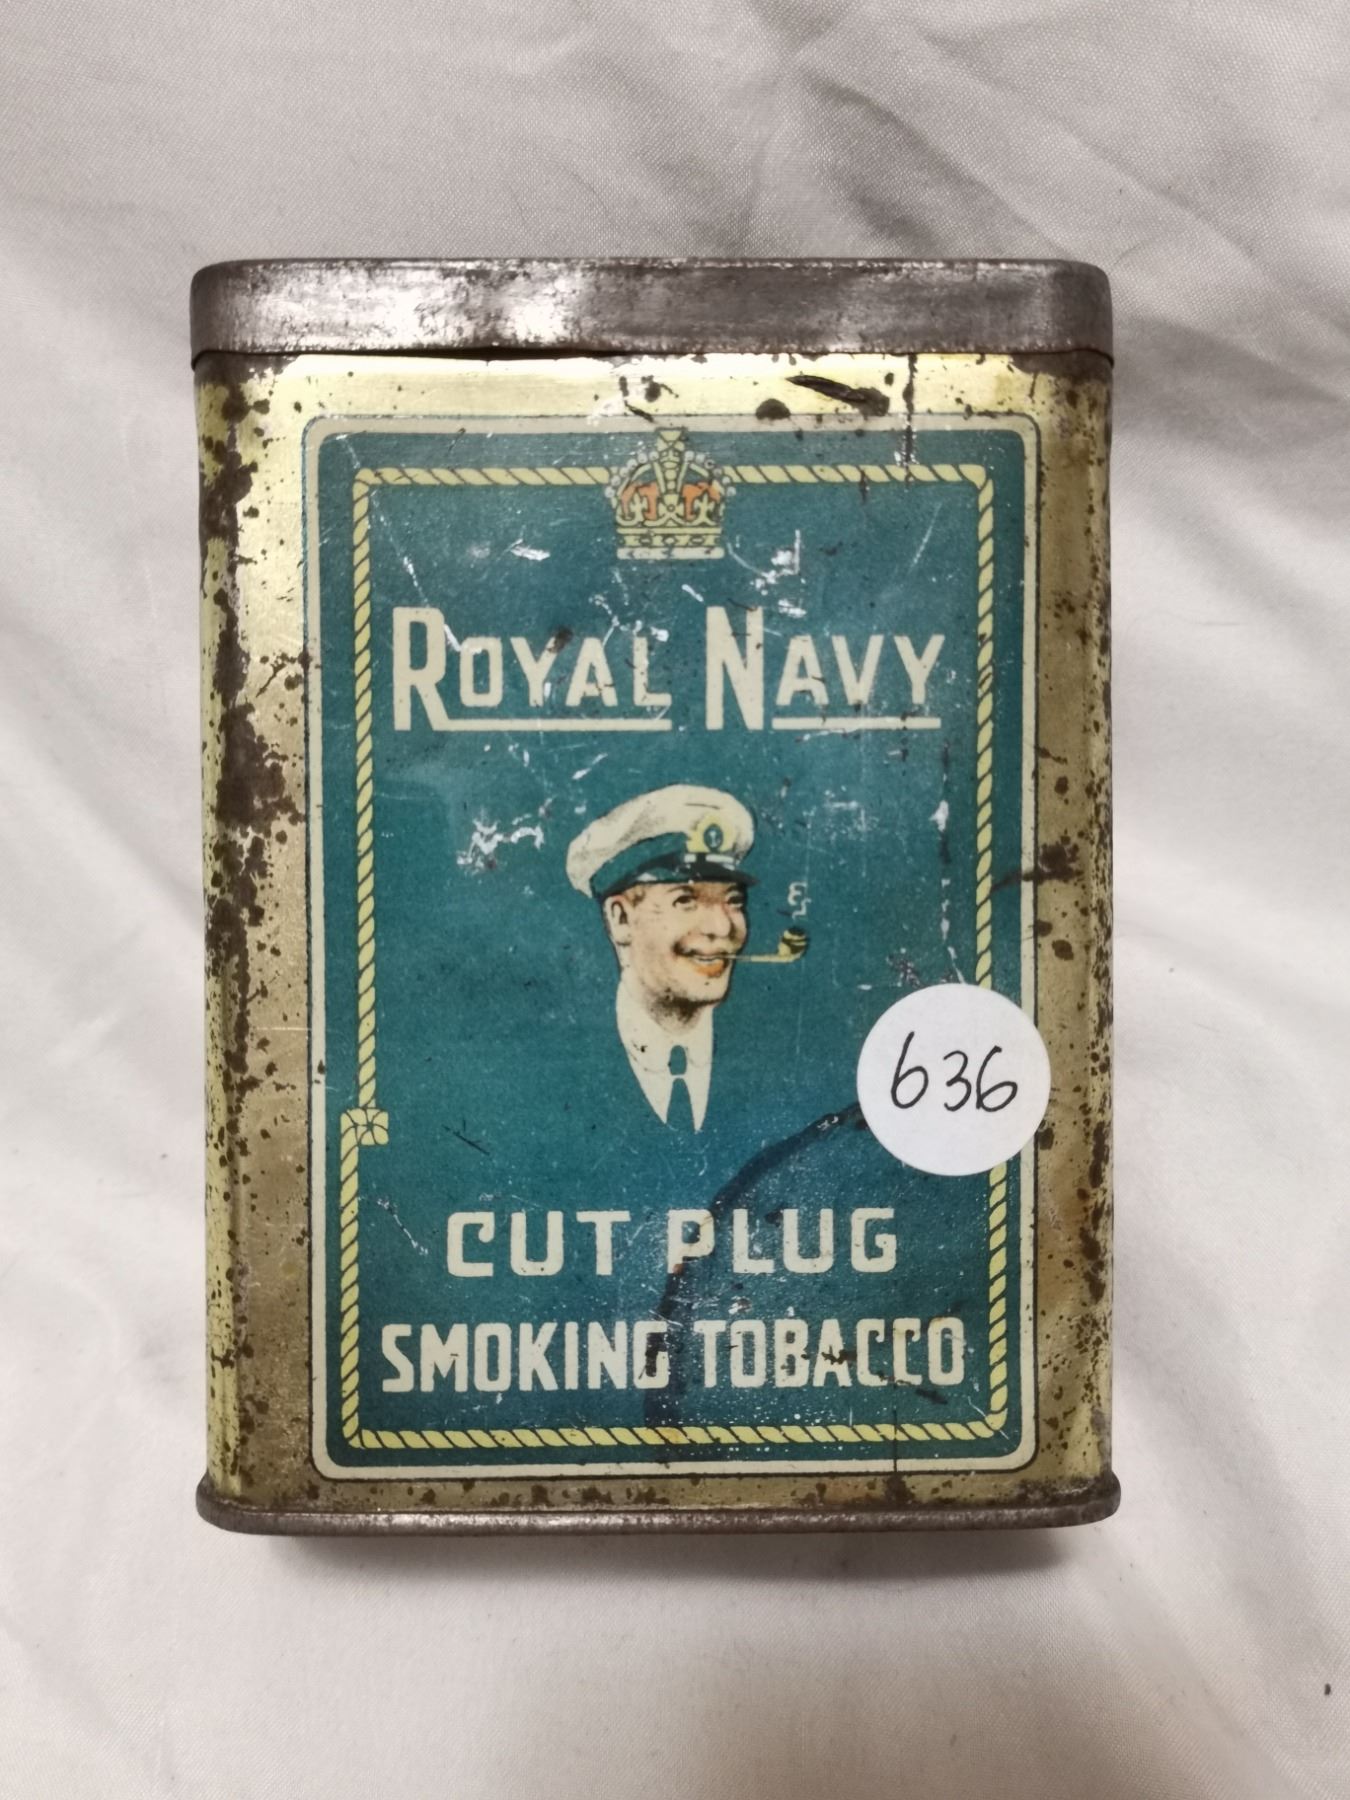 ROYAL NAVY
636
CUT PLUG
SMOKING TOBACCO